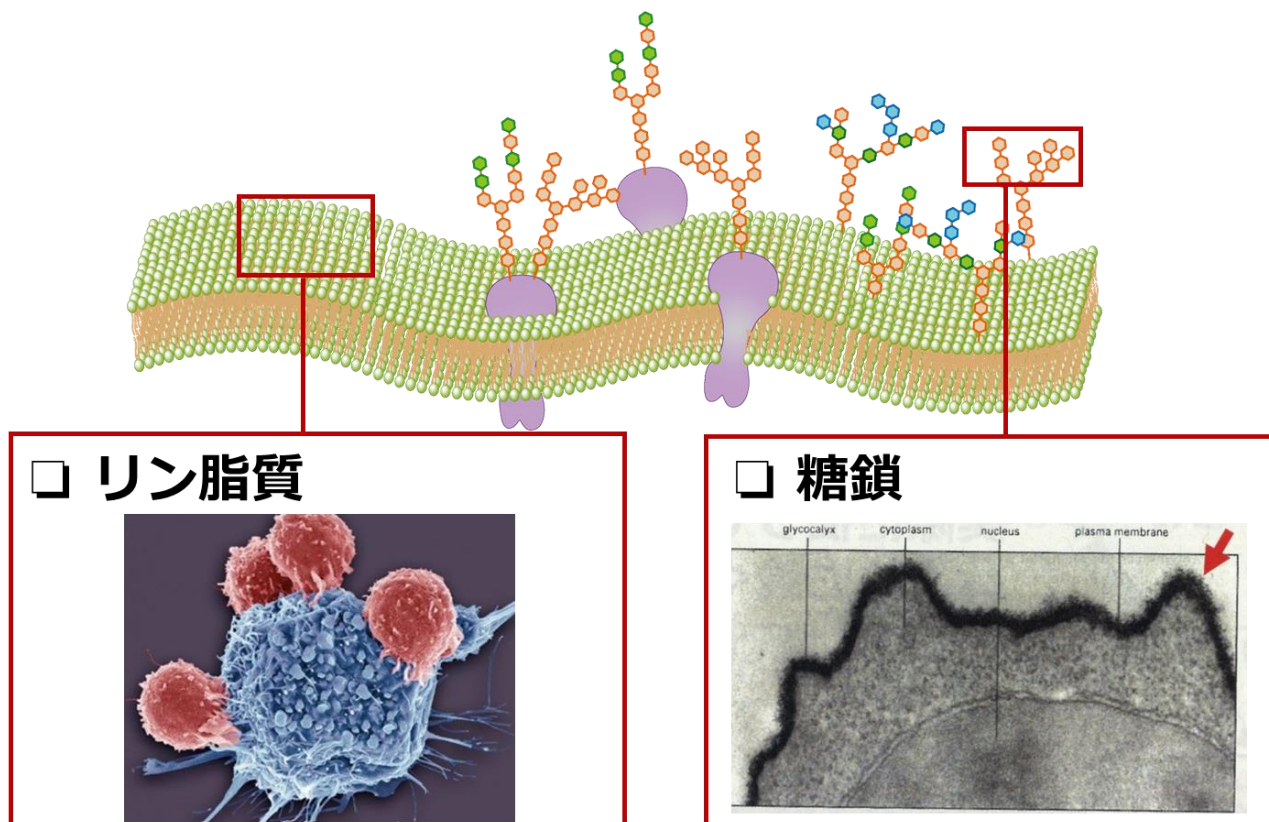 ❏ リン脂質
❏ 糖鎖
glycocalyx cytoplasm nucleus plasma membrane